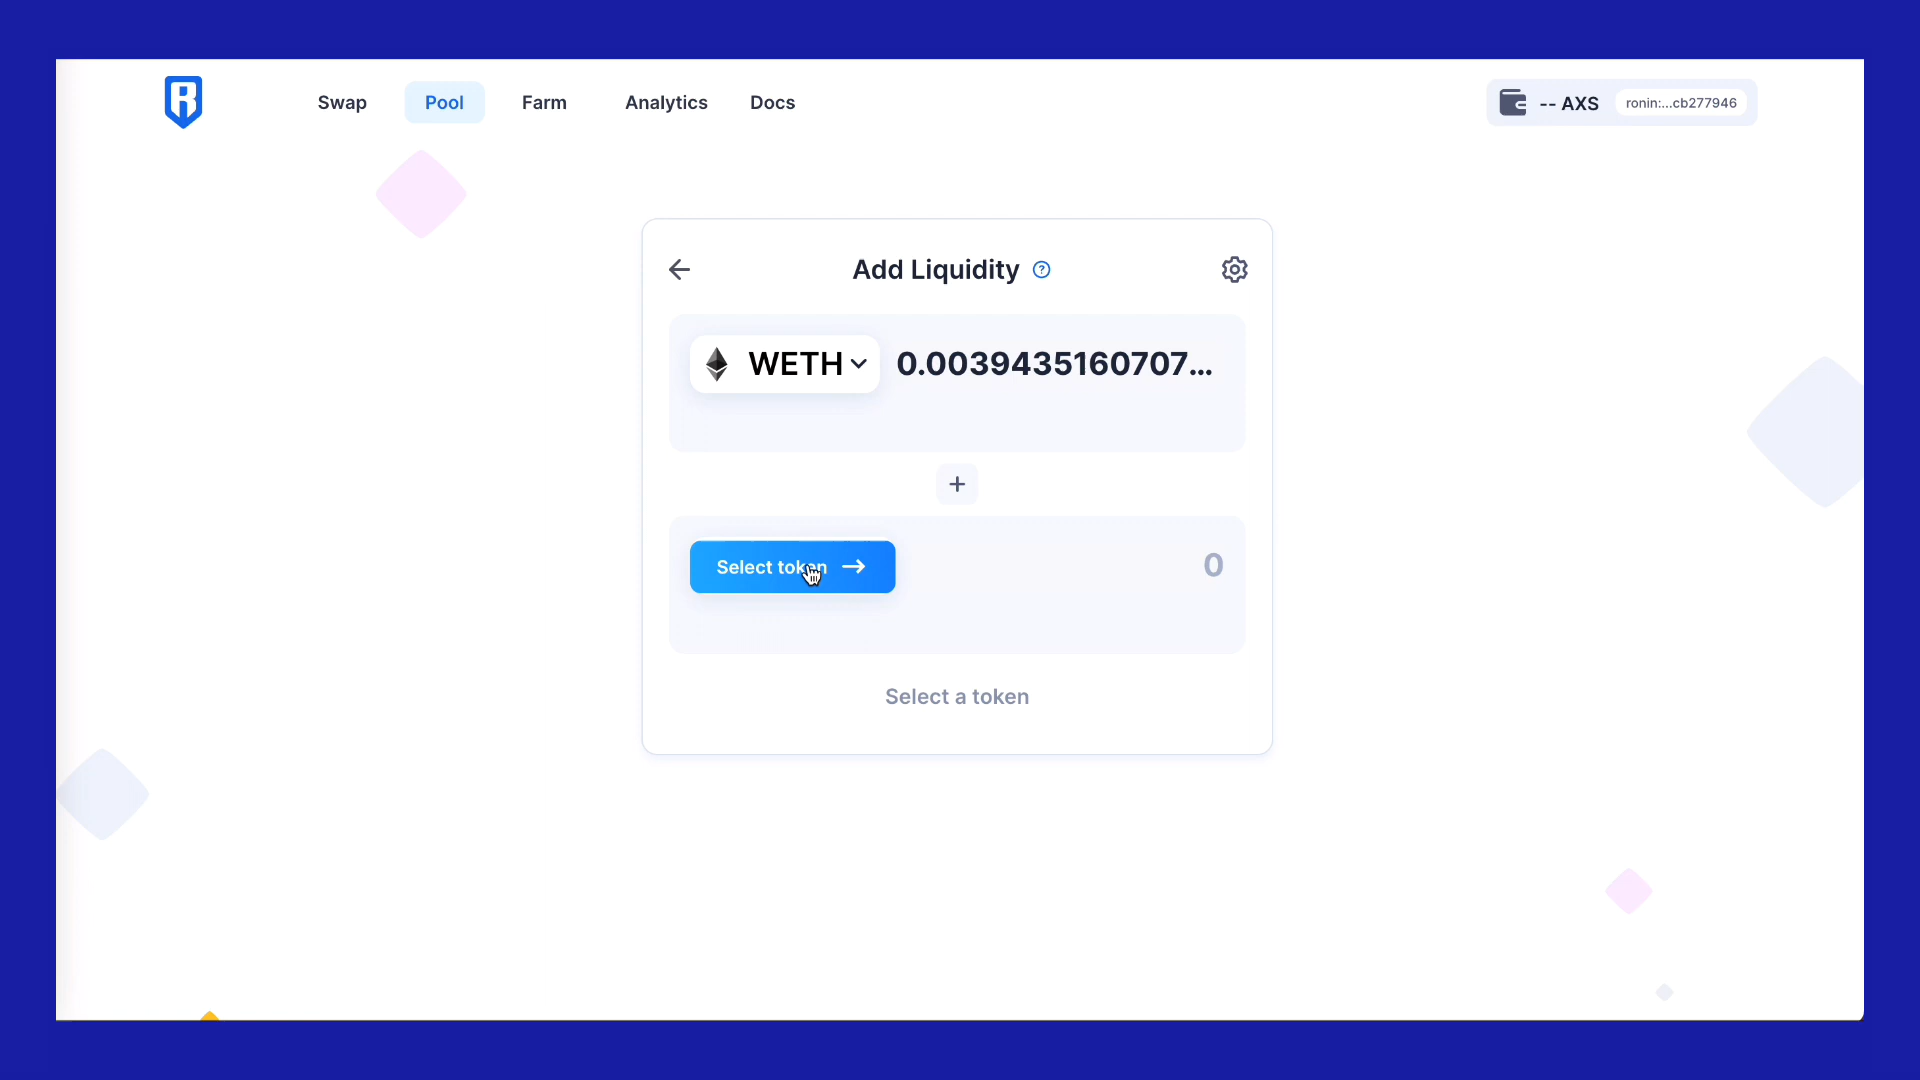 Swap Pool Farm Analytics Docs -- AXS ronin:...cb277946
Add Liquidity ?
WETH 0.0039435160707...
+
Select token → 0
Select a token